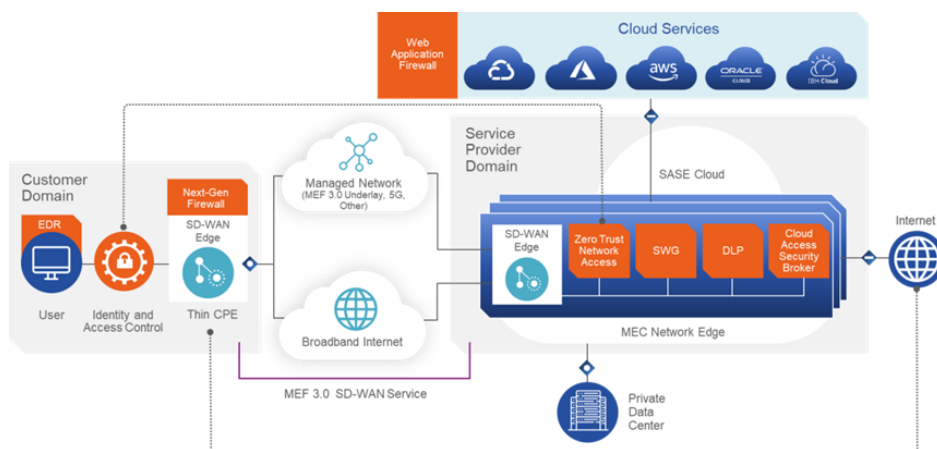 Web
Application
Firewall
Cloud Services
aws
ORACLE
CLOUD
IBM Cloud
Service
Provider
Domain
SASE Cloud
Customer
Domain
Next-Gen
Firewall
EDR
SD-WAN
Edge
User
Identity and
Access Control
Thin CPE
Managed Network
(MEF 3.0 Underlay, 5G,
Other)
Broadband Internet
MEF 3.0 SD-WAN Service
SD-WAN
Edge
Zero Trust
Network
Access
SWG
DLP
Cloud
Access
Security
Broker
MEC Network Edge
Internet
Private
Data
Center